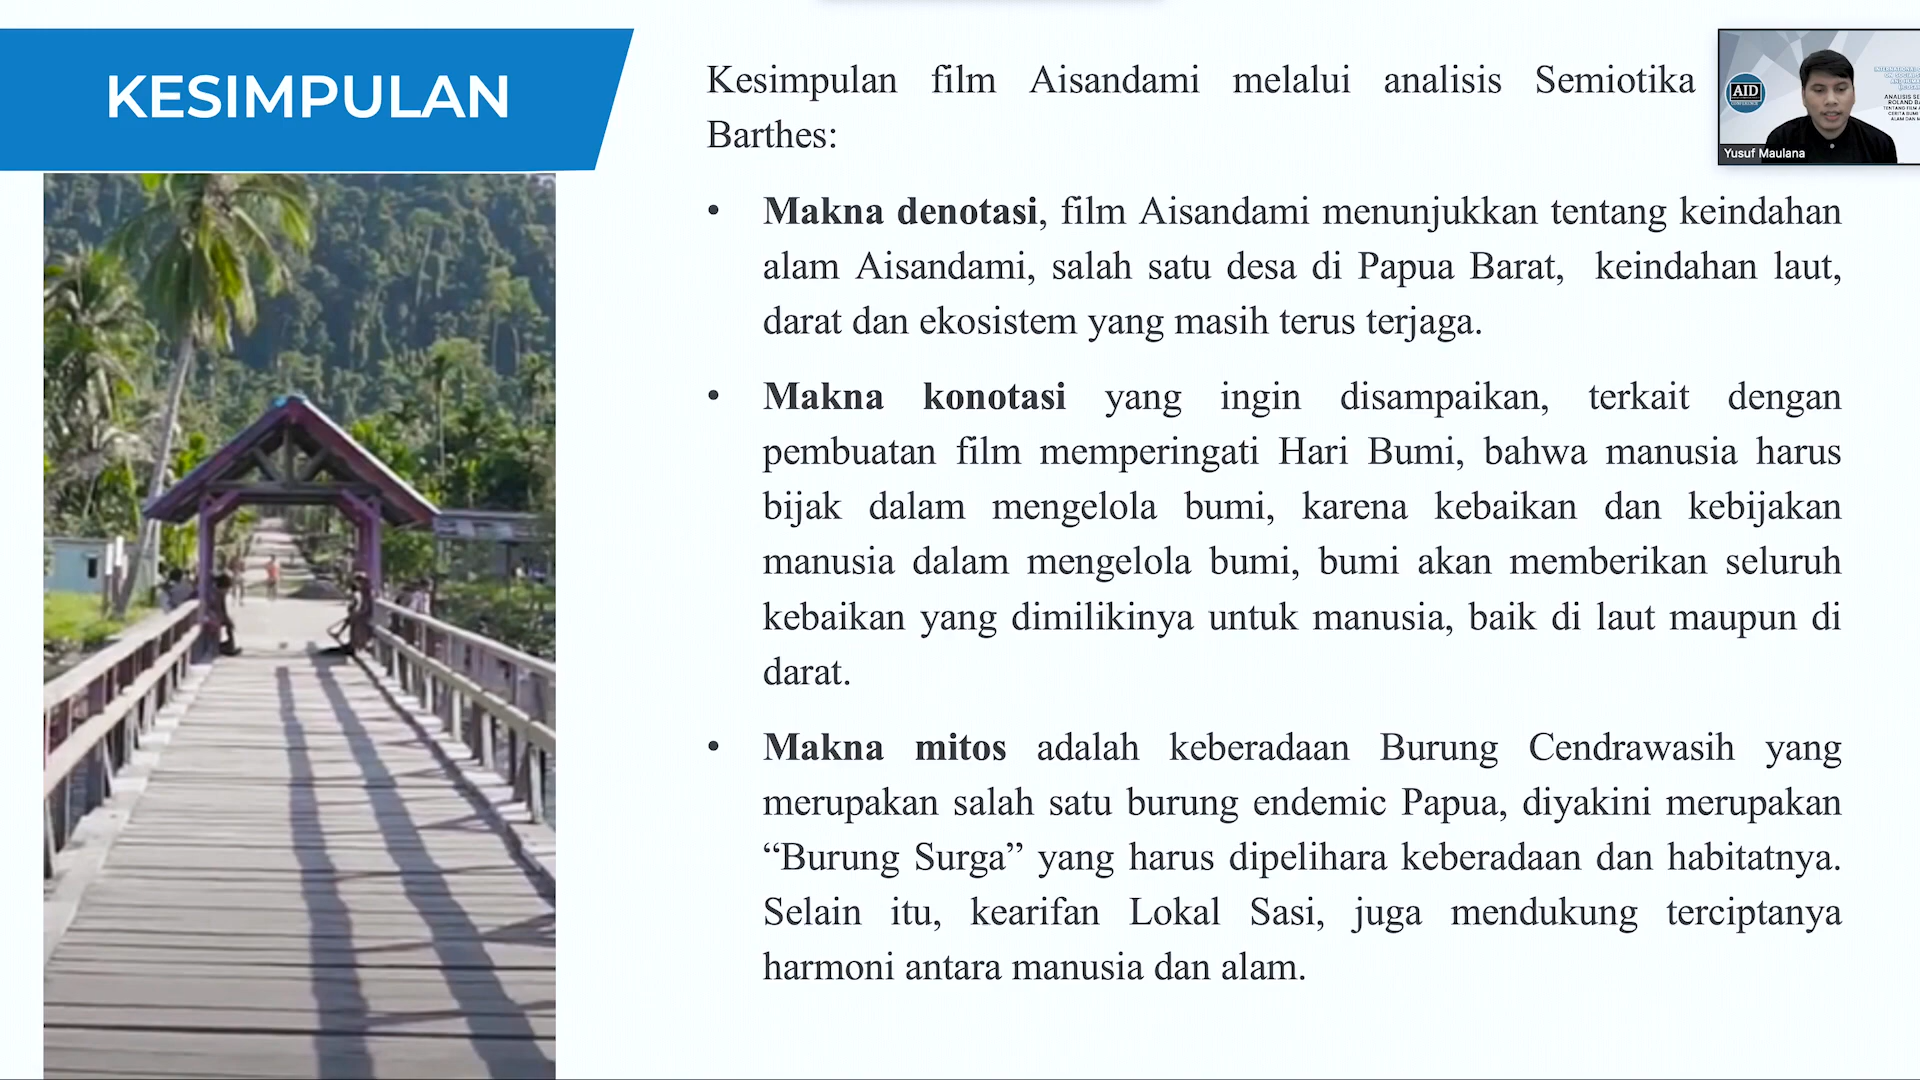 KESIMPULAN
Kesimpulan film Aisandami melalui analisis Semiotika
Barthes:
• Makna denotasi, film Aisandami menunjukkan tentang keindahan
alam Aisandami, salah satu desa di Papua Barat, keindahan laut,
darat dan ekosistem yang masih terus terjaga.
• Makna konotasi yang ingin disampaikan, terkait dengan
pembuatan film memperingati Hari Bumi, bahwa manusia harus
bijak dalam mengelola bumi, karena kebaikan dan kebijakan
manusia dalam mengelola bumi, bumi akan memberikan seluruh
kebaikan yang dimilikinya untuk manusia, baik di laut maupun di
darat.
• Makna mitos adalah keberadaan Burung Cendrawasih yang
merupakan salah satu burung endemic Papua, diyakini merupakan
“Burung Surga” yang harus dipelihara keberadaan dan habitatnya.
Selain itu, kearifan Lokal Sasi, juga mendukung terciptanya
harmoni antara manusia dan alam.
AID
Yusuf Maulana